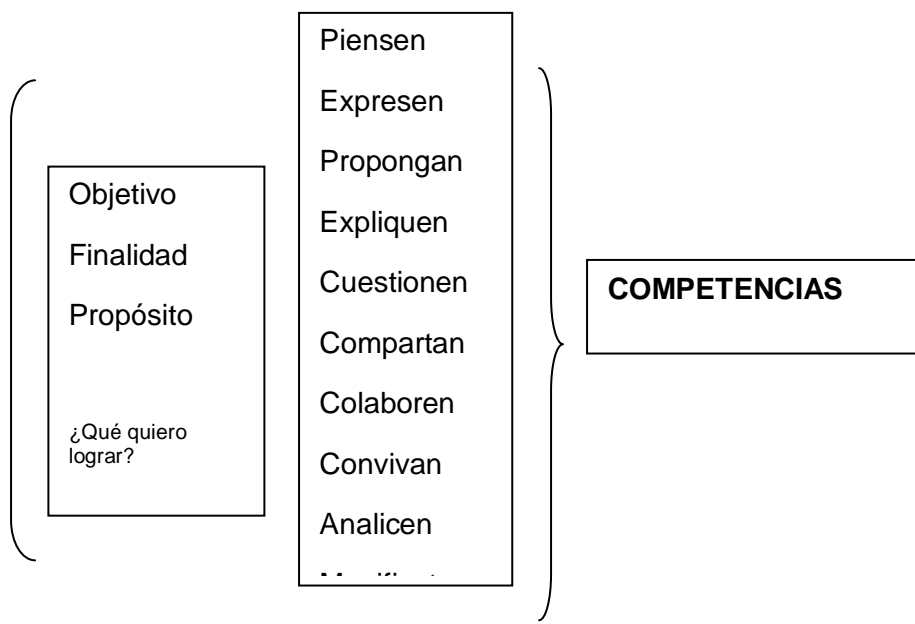 Objetivo
Finalidad
Propósito
¿Qué quiero
lograr?
Piensen
Expresen
Propongan
Expliquen
Cuestionen
Compartan
Colaboren
Convivan
Analicen
COMPETENCIAS